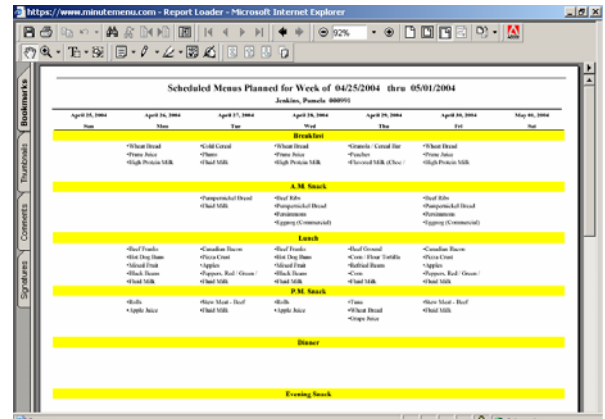 https://www.minutemenu.com - Report Loader - Microsoft Internet Explorer
92%
Bookmarks
Thumbnails
Comments
Signatures
Scheduled Menus Planned for Week of 04/25/2004 thru 05/01/2004
Jenkins, Pamela 000991
April 25, 2004 April 26, 2004 April 27, 2004 April 28, 2004 April 29, 2004 April 30, 2004 May 01, 2004
Sun Mon Tue Wed Thu Fri Sat
Breakfast
•Wheat Bread •Cold Cereal •Wheat Bread •Granola / Cereal Bar •Wheat Bread
•Prune Juice •Plums •Prune Juice •Peaches •Prune Juice
•High Protein Milk •Fluid Milk •High Protein Milk •Flavored Milk (Choc / •High Protein Milk
A.M. Snack
•Pumpernickel Bread •Beef Ribs •Beef Ribs
•Fluid Milk •Pumpernickel Bread •Pumpernickel Bread
•Persimmons •Persimmons
•Eggnog (Commercial) •Eggnog (Commercial)
Lunch
•Beef Franks •Canadian Bacon •Beef Franks •Beef Ground •Canadian Bacon
•Hot Dog Buns •Pizza Crust •Hot Dog Buns •Corn / Flour Tortilla •Pizza Crust
•Mixed Fruit •Apples •Mixed Fruit •Refried Beans •Apples
•Black Beans •Peppers, Red / Green / •Black Beans •Corn •Peppers, Red / Green /
•Fluid Milk •Fluid Milk •Fluid Milk •Fluid Milk •Fluid Milk
P.M. Snack
•Rolls •Stew Meat - Beef •Rolls •Tuna •Stew Meat - Beef
•Apple Juice •Fluid Milk •Apple Juice •Wheat Bread •Fluid Milk
•Grape Juice
Dinner
Evening Snack